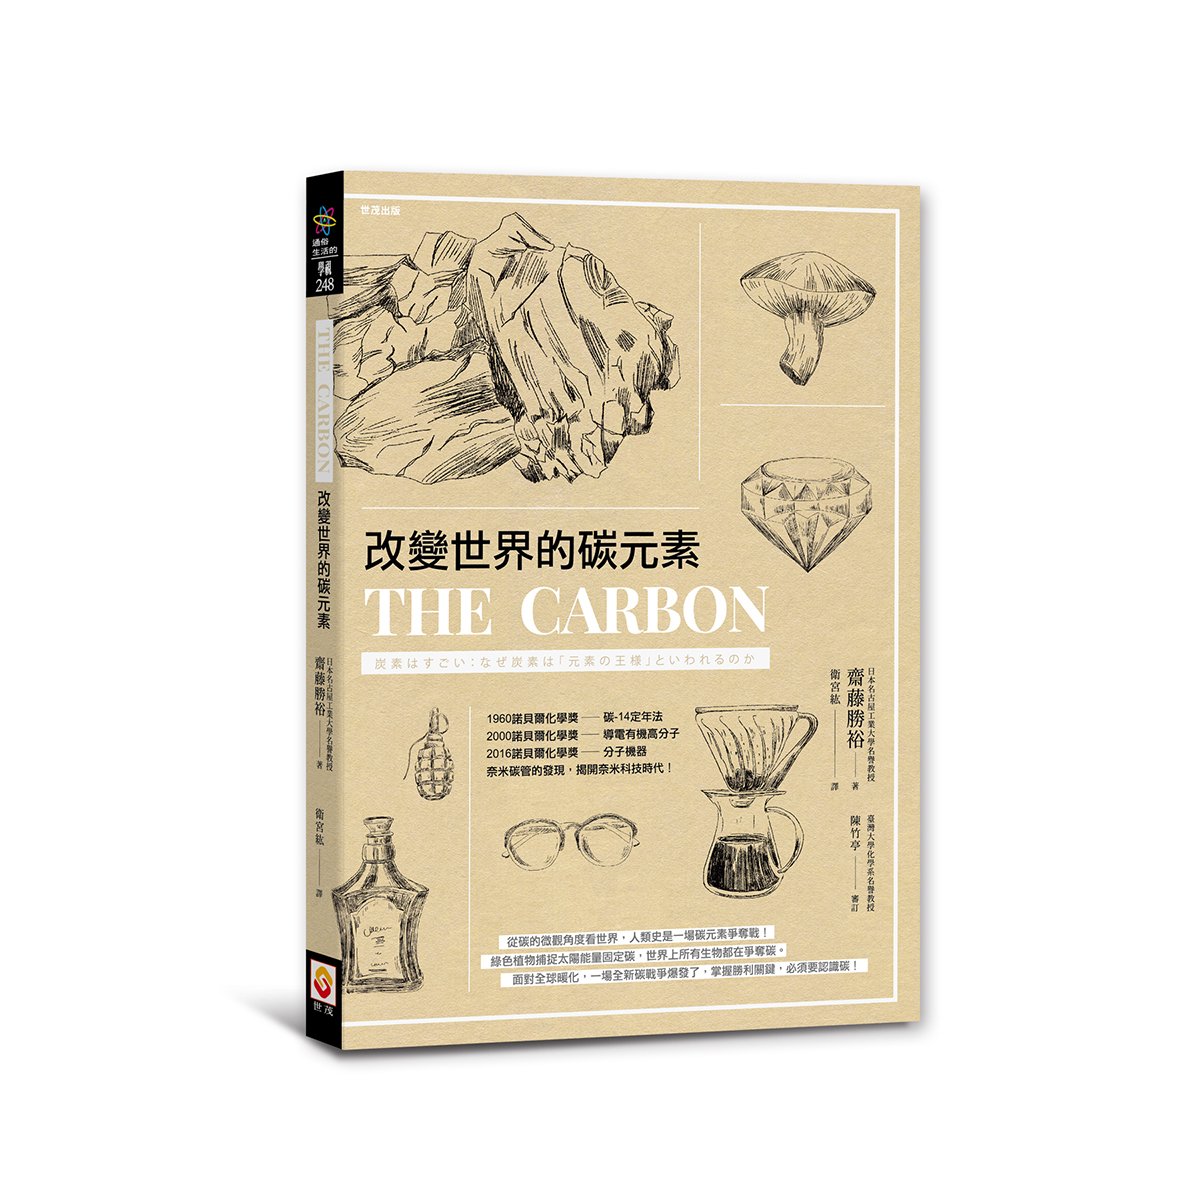 世茂出版
改變世界的碳元素
THE CARBON
炭素はすごい：なぜ炭素は「元素の王様」といわれるのか
日本名古屋工業大學名譽教授
齋藤勝裕——著
衛宮紘——譯
臺灣大學化學系名譽教授
陳竹亭——審訂
1960諾貝爾化學獎——碳-14定年法
2000諾貝爾化學獎——導電有機高分子
2016諾貝爾化學獎——分子機器
奈米碳管的發現，揭開奈米科技時代！
從碳的微觀角度看世界，人類史是一場碳元素爭奪戰！
綠色植物捕捉太陽能量固定碳，世界上所有生物都在爭奪碳。
面對全球暖化，一場全新碳戰爭爆發了，掌握勝利關鍵，必須要認識碳！
通俗
生活的
科學視界
248
THE CARBON
改變世界的碳元素
日本名古屋工業大學名譽教授
齋藤勝裕——著
衛宮紘——譯
世茂